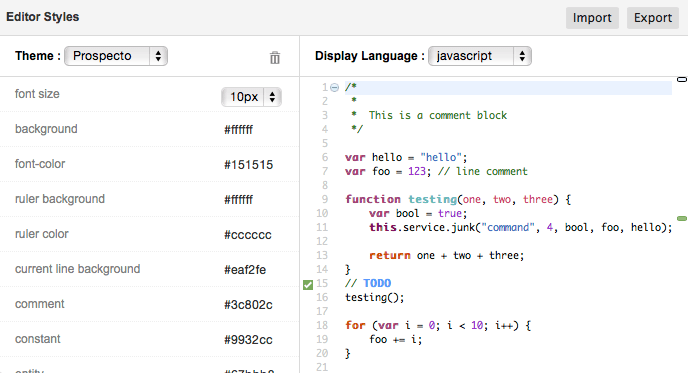 Editor Styles
Import
Export
Theme : Prospecto
Display Language : javascript
font size 10px
background #ffffff
font-color #151515
ruler background #ffffff
ruler color #cccccc
current line background #eaf2fe
comment #3c802c
constant #9932cc
1 /*
2  *
3  *  This is a comment block
4  */
5
6 var hello = "hello";
7 var foo = 123; // line comment
8
9 function testing(one, two, three) {
10     var bool = true;
11     this.service.junk("command", 4, bool, foo, hello);
12
13     return one + two + three;
14 }
15 // TODO
16 testing();
17
18 for (var i = 0; i < 10; i++) {
19     foo += i;
20 }
21